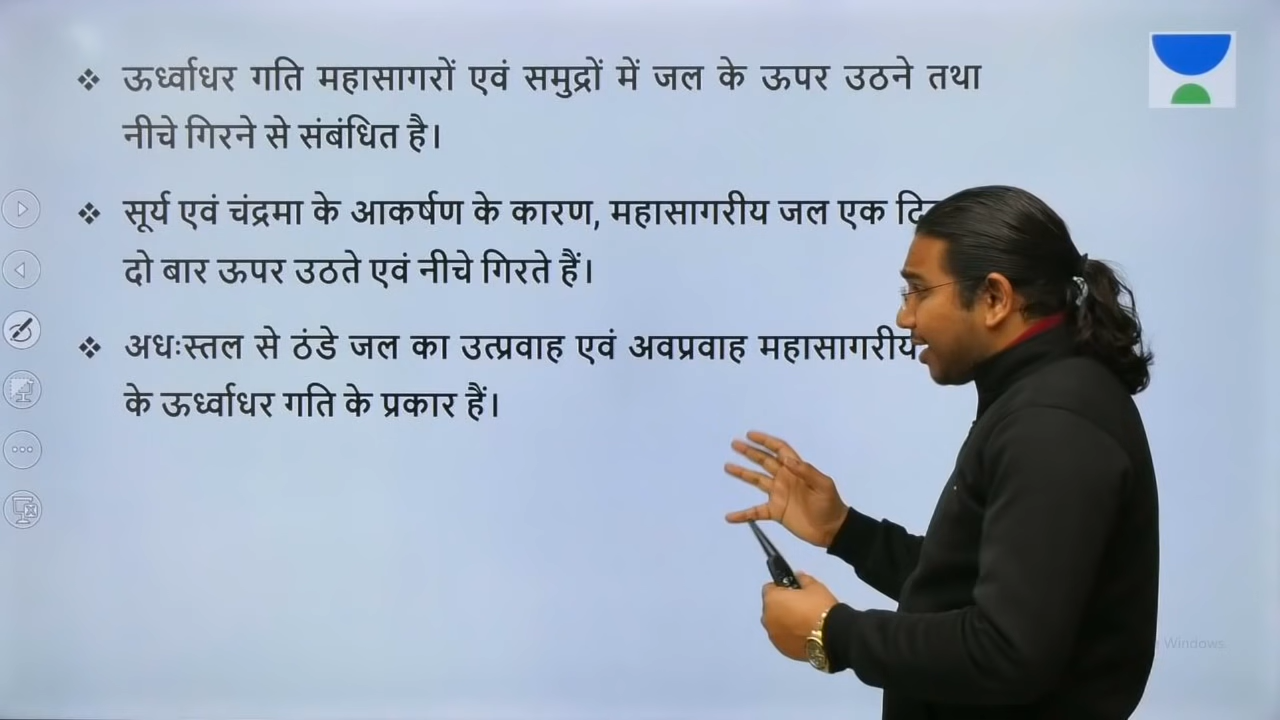 ❖ ऊर्ध्वाधर गति महासागरों एवं समुद्रों में जल के ऊपर उठने तथा
नीचे गिरने से संबंधित है।
❖ सूर्य एवं चंद्रमा के आकर्षण के कारण, महासागरीय जल एक
दो बार ऊपर उठते एवं नीचे गिरते हैं।
❖ अधःस्तल से ठंडे जल का उत्प्रवाह एवं अवप्रवाह महासागरीय
के ऊर्ध्वाधर गति के प्रकार हैं।
Windows